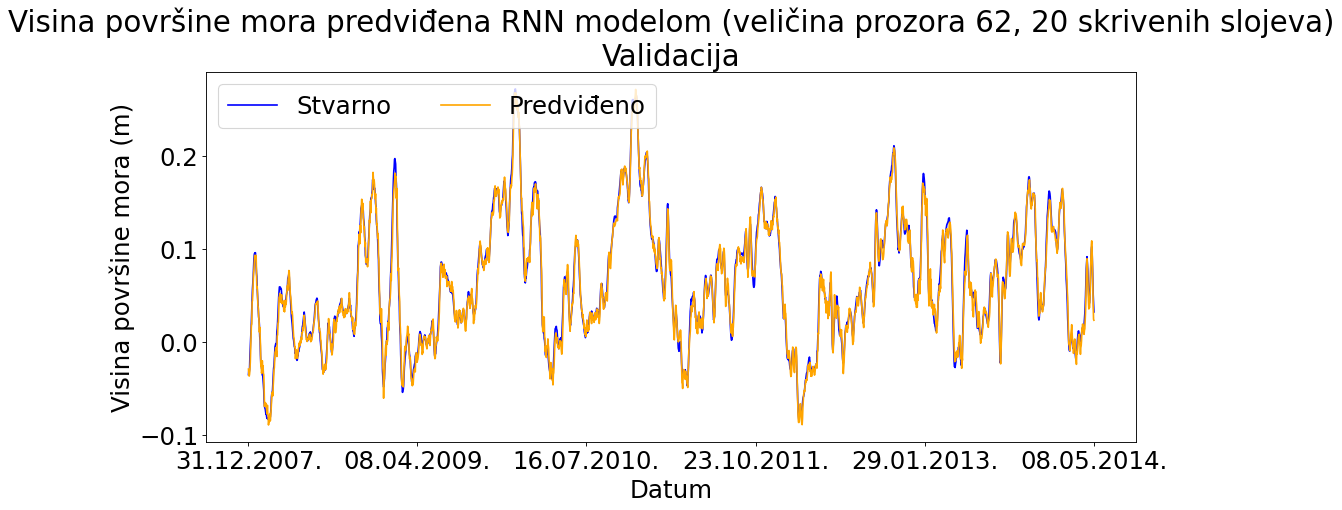 Visina površine mora predviđena RNN modelom (veličina prozora 62, 20 skrivenih slojeva)
Validacija
Stvarno Predviđeno
Visina površine mora (m)
0.2
0.1
0.0
−0.1
31.12.2007. 08.04.2009. 16.07.2010. 23.10.2011. 29.01.2013. 08.05.2014.
Datum